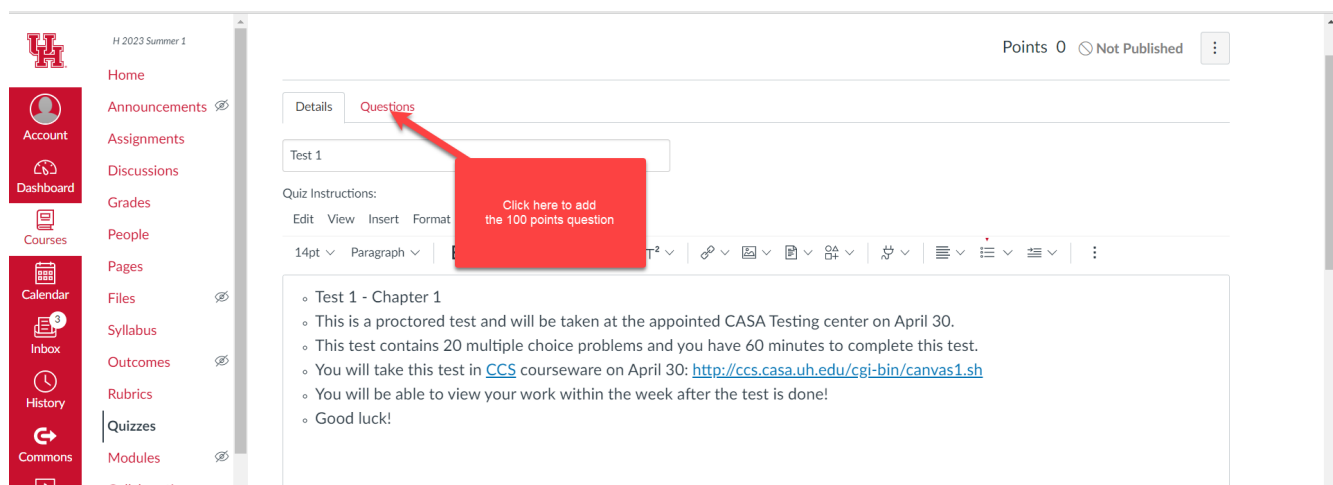 UH
H 2023 Summer 1
Points 0 Not Published
Home
Announcements
Account
Assignments
Discussions
Dashboard
Grades
Courses
People
Pages
Calendar
Files
3
Inbox
Syllabus
Outcomes
History
Rubrics
Quizzes
Commons
Modules
Details Questions
Test 1
Click here to add
the 100 points question
Quiz Instructions:
Edit View Insert Format
14pt Paragraph T²
◦ Test 1 - Chapter 1
◦ This is a proctored test and will be taken at the appointed CASA Testing center on April 30.
◦ This test contains 20 multiple choice problems and you have 60 minutes to complete this test.
◦ You will take this test in CCS courseware on April 30: http://ccs.casa.uh.edu/cgi-bin/canvas1.sh
◦ You will be able to view your work within the week after the test is done!
◦ Good luck!